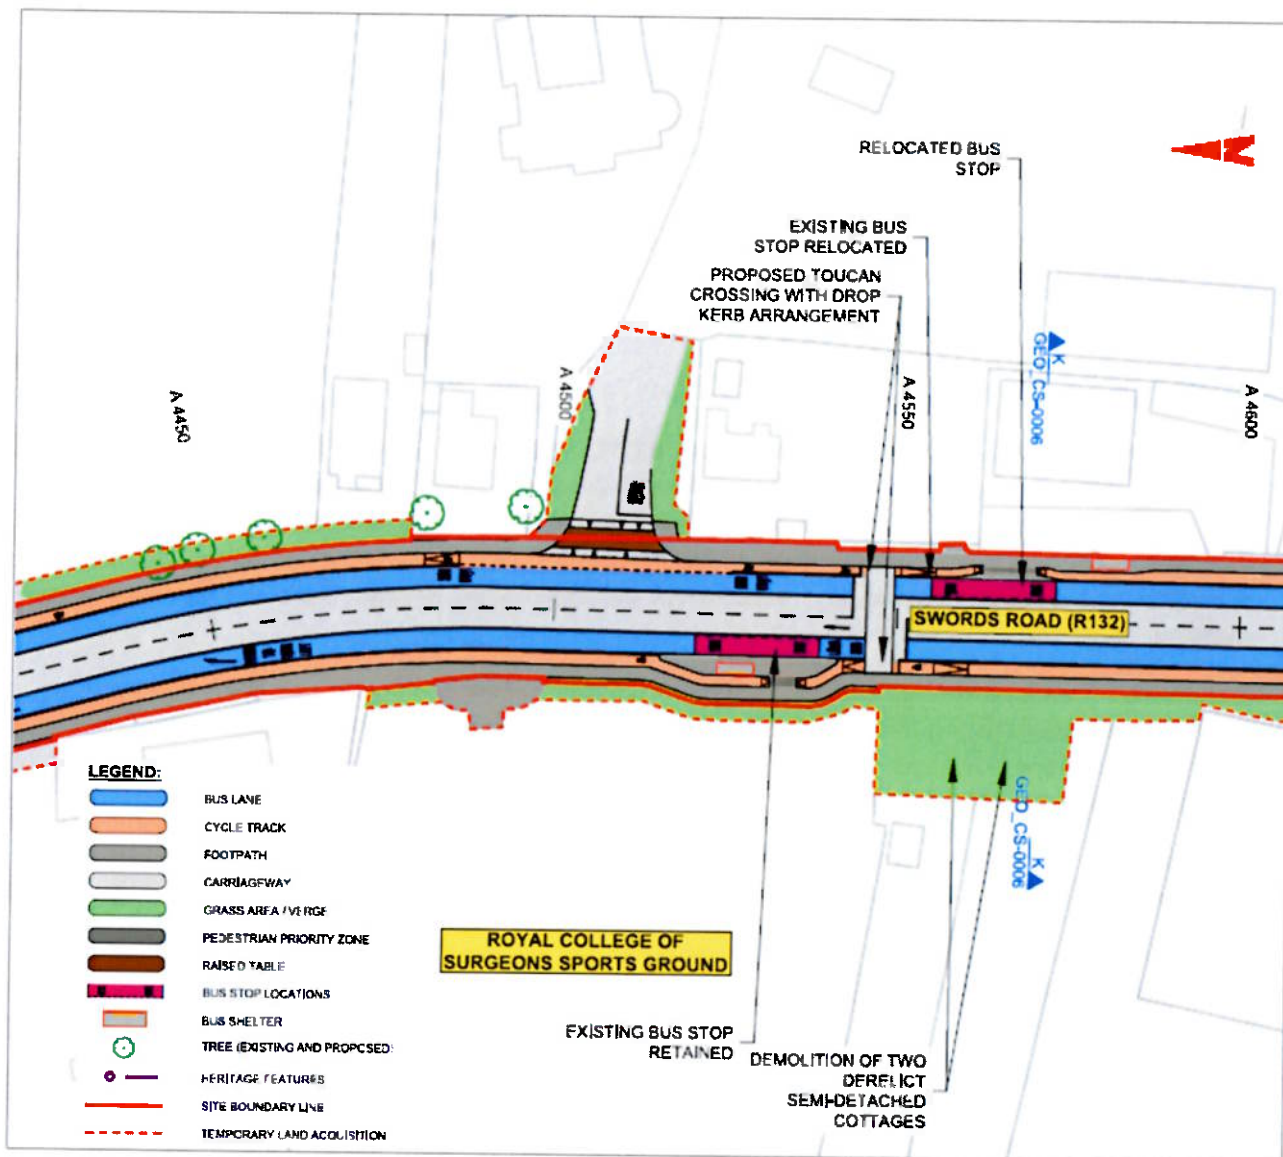 RELOCATED BUS
STOP
EXISTING BUS
STOP RELOCATED
PROPOSED TOUCAN
CROSSING WITH DROP
KERB ARRANGEMENT
K
GEO_CS-0006
A 4450
A 4500
A 4550
A 4600
SWORDS ROAD (R132)
LEGEND:
BUS LANE
CYCLE TRACK
FOOTPATH
CARRIAGEWAY
GRASS AREA / VERGE
PEDESTRIAN PRIORITY ZONE
RAISED TABLE
BUS STOP LOCATIONS
BUS SHELTER
TREE (EXISTING AND PROPOSED)
HERITAGE FEATURES
SITE BOUNDARY LINE
TEMPORARY LAND ACQUISITION
ROYAL COLLEGE OF
SURGEONS SPORTS GROUND
EXISTING BUS STOP
RETAINED
DEMOLITION OF TWO
DERELICT
SEMI-DETACHED
COTTAGES
K
GEO_CS-0006